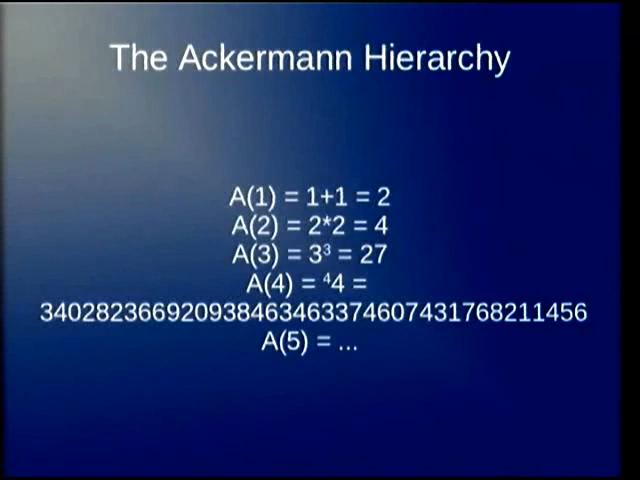 The Ackermann Hierarchy
A(1) = 1+1 = 2
A(2) = 2*2 = 4
A(3) = 3³ = 27
A(4) = ⁴4 =
340282366920938463463374607431768211456
A(5) = ...